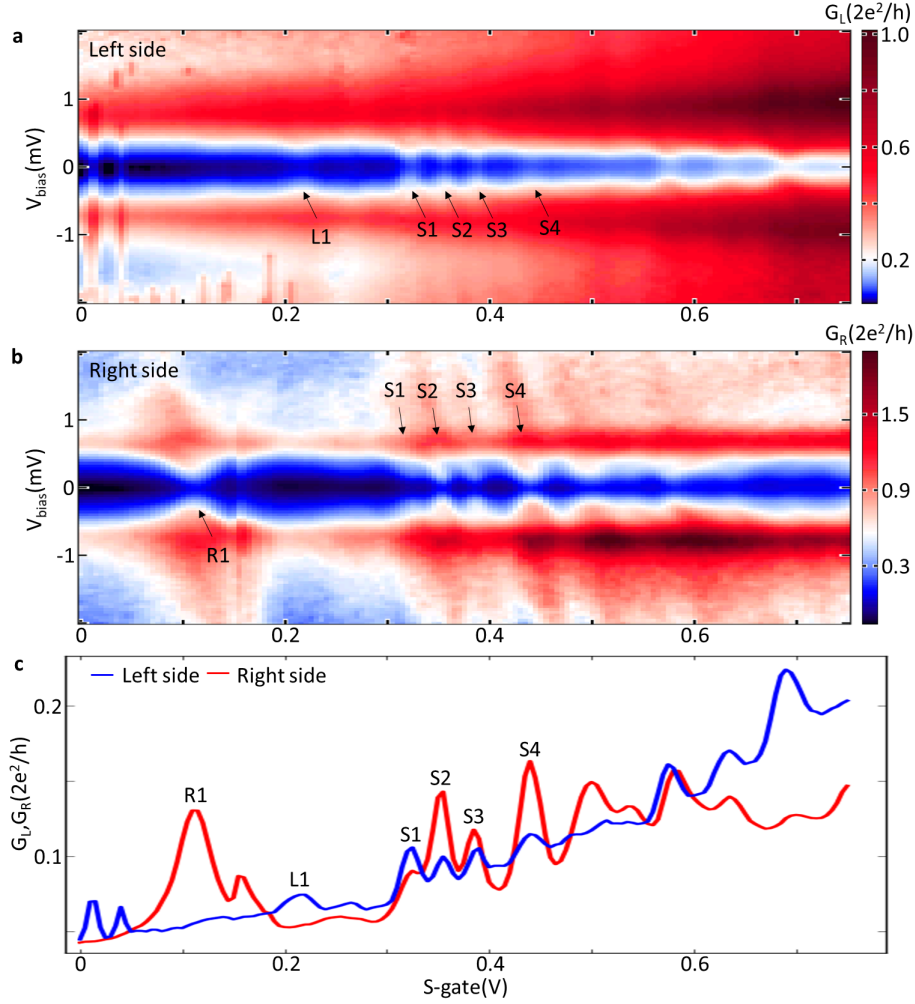 G_L(2e²/h)
a
Left side
1.0
1
0.6
0
V_bias(mV)
L1
S1
S2
S3
S4
-1
0.2
0
0.2
0.4
0.6
G_R(2e²/h)
b
Right side
S1
S2
S3
S4
1.5
1
0
V_bias(mV)
0.3
R1
-1
0
0.2
0.4
0.6
c
Left side
Right side
0.2
G_L,G_R(2e²/h)
R1
L1
S1
S2
S3
S4
0.1
0
0.2
0.4
0.6
S-gate(V)